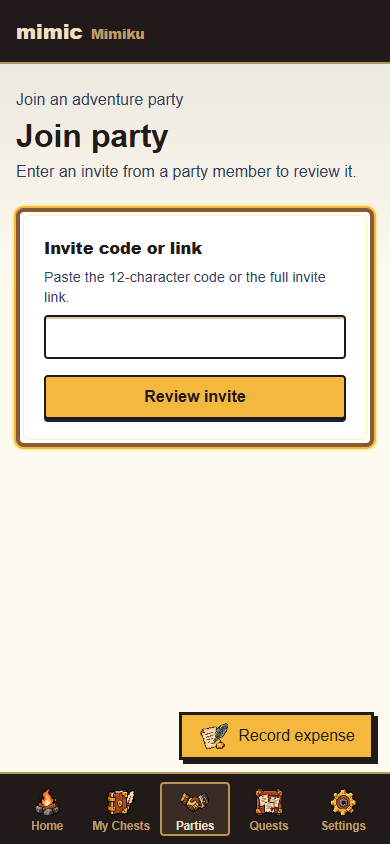 mimic Mimiku
Join an adventure party
Join party
Enter an invite from a party member to review it.
Invite code or link
Paste the 12-character code or the full invite
link.
Review invite
Record expense
Home My Chests Parties Quests Settings